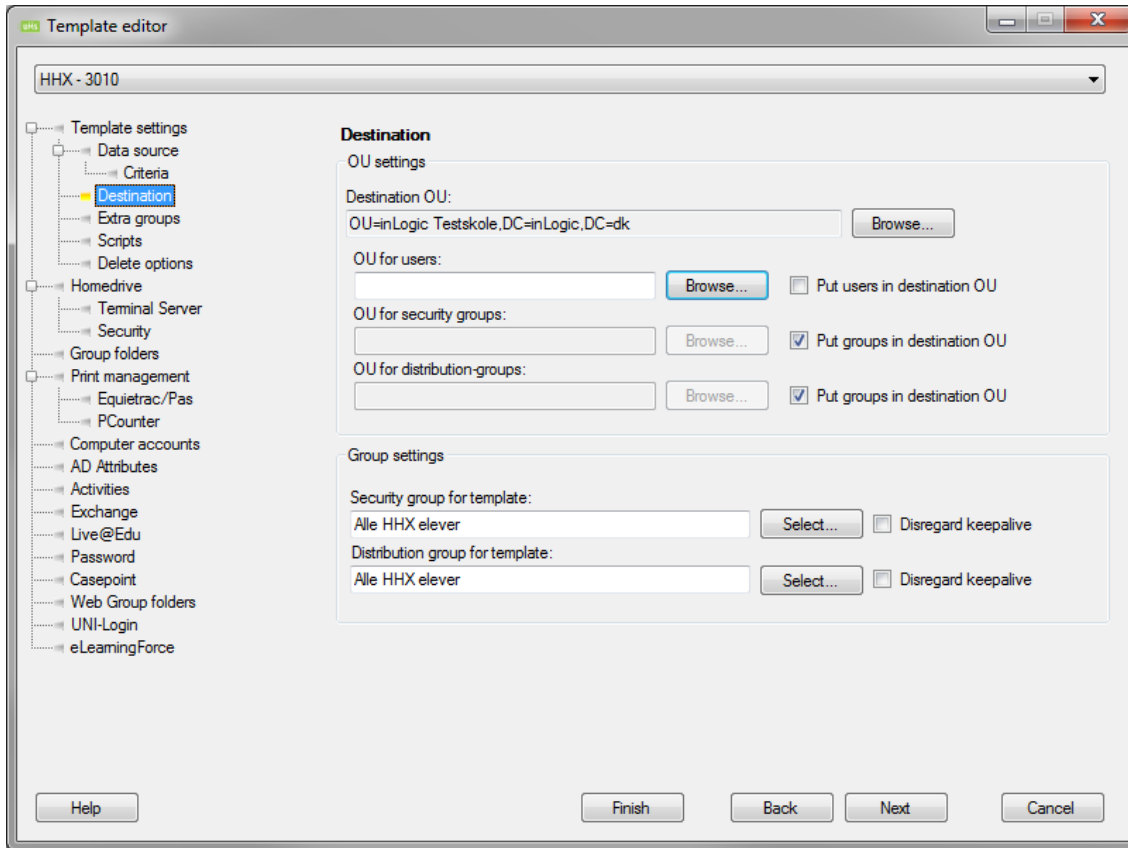 UMS Template editor
HHX - 3010
Template settings
Data source
Criteria
Destination
Extra groups
Scripts
Delete options
Homedrive
Terminal Server
Security
Group folders
Print management
Equietrac/Pas
PCounter
Computer accounts
AD Attributes
Activities
Exchange
Live@Edu
Password
Casepoint
Web Group folders
UNI-Login
eLearningForce
Destination
OU settings
Destination OU:
OU=inLogic Testskole,DC=inLogic,DC=dk Browse...
OU for users:
Browse... Put users in destination OU
OU for security groups:
Browse... Put groups in destination OU
OU for distribution-groups:
Browse... Put groups in destination OU
Group settings
Security group for template:
Alle HHX elever Select... Disregard keepalive
Distribution group for template:
Alle HHX elever Select... Disregard keepalive
Help Finish Back Next Cancel